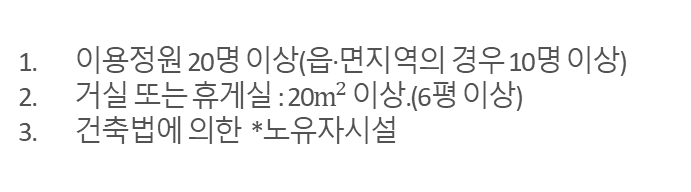 1. 이용정원 20명 이상(읍·면지역의 경우 10명 이상)
2. 거실 또는 휴게실 : 20m² 이상.(6평 이상)
3. 건축법에 의한 *노유자시설